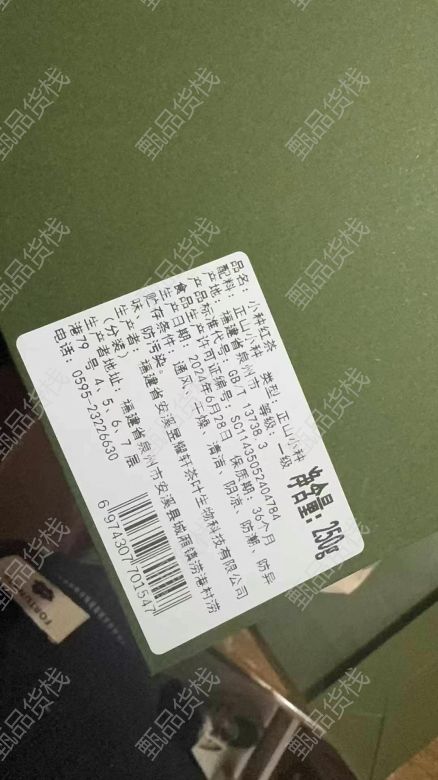 品名：小种红茶
配料：正山小种 类型：正山小种
产地：福建省泉州市 等级：一级
产品标准代号：GB/T 13738.3
食品生产许可证编号：SC11435052404784
生产日期：2024年6月28日 保质期：36个月
贮存条件：通风、干燥、清洁、阴凉、防潮、防异
味、防污染。
生产者：福建省安溪圣耀轩茶叶生物科技有限公司
(分装)
生产者地址：福建省泉州市安溪县城厢镇涝港村涝
港79号4、5、6、7层
电话：0595-23226630
净含量：250g
6974307701547
甄品货栈